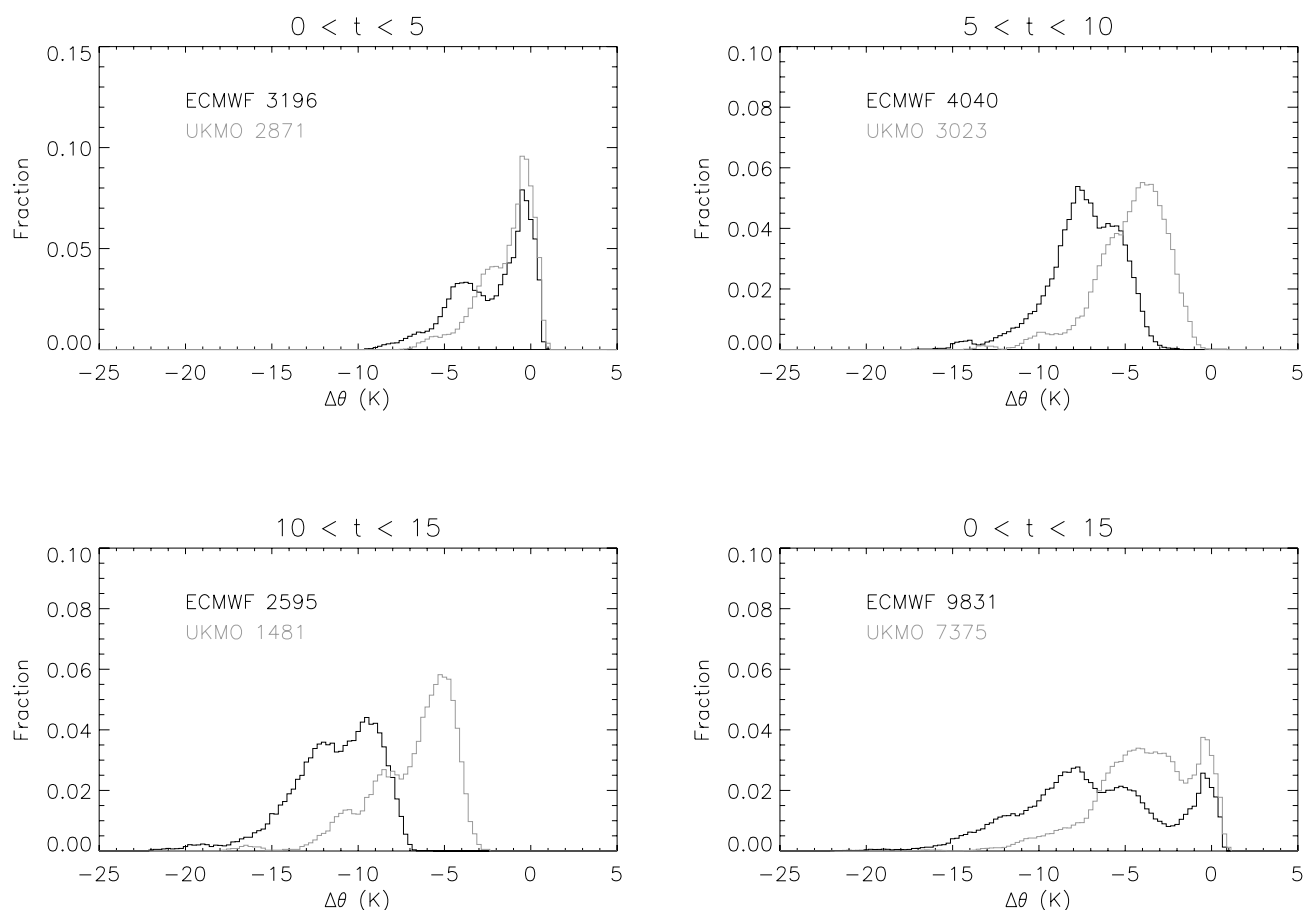 0 < t < 5
0.15
0.10
0.05
0.00
Fraction
ECMWF 3196
UKMO 2871
−25 −20 −15 −10 −5 0 5
Δθ (K)
5 < t < 10
0.10
0.08
0.06
0.04
0.02
0.00
Fraction
ECMWF 4040
UKMO 3023
−25 −20 −15 −10 −5 0 5
Δθ (K)
10 < t < 15
0.10
0.08
0.06
0.04
0.02
0.00
Fraction
ECMWF 2595
UKMO 1481
−25 −20 −15 −10 −5 0 5
Δθ (K)
0 < t < 15
0.10
0.08
0.06
0.04
0.02
0.00
Fraction
ECMWF 9831
UKMO 7375
−25 −20 −15 −10 −5 0 5
Δθ (K)